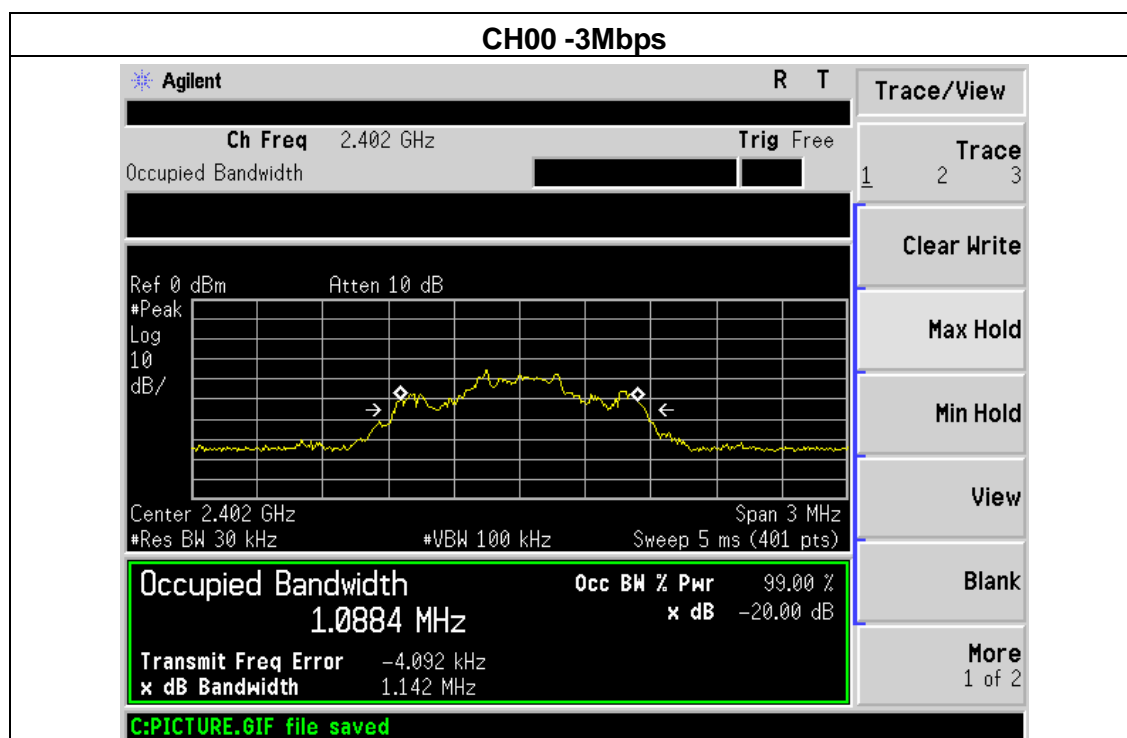 CH00 -3Mbps
Agilent R T
Trace/View
Ch Freq 2.402 GHz Trig Free
Occupied Bandwidth
Trace
1 2 3
Clear Write
Ref 0 dBm Atten 10 dB
#Peak
Log
10
dB/
Max Hold
Min Hold
View
Center 2.402 GHz Span 3 MHz
#Res BW 30 kHz #VBW 100 kHz Sweep 5 ms (401 pts)
Occupied Bandwidth Occ BW % Pwr 99.00 %
1.0884 MHz x dB -20.00 dB
Blank
Transmit Freq Error -4.092 kHz
x dB Bandwidth 1.142 MHz
More
1 of 2
C:PICTURE.GIF file saved